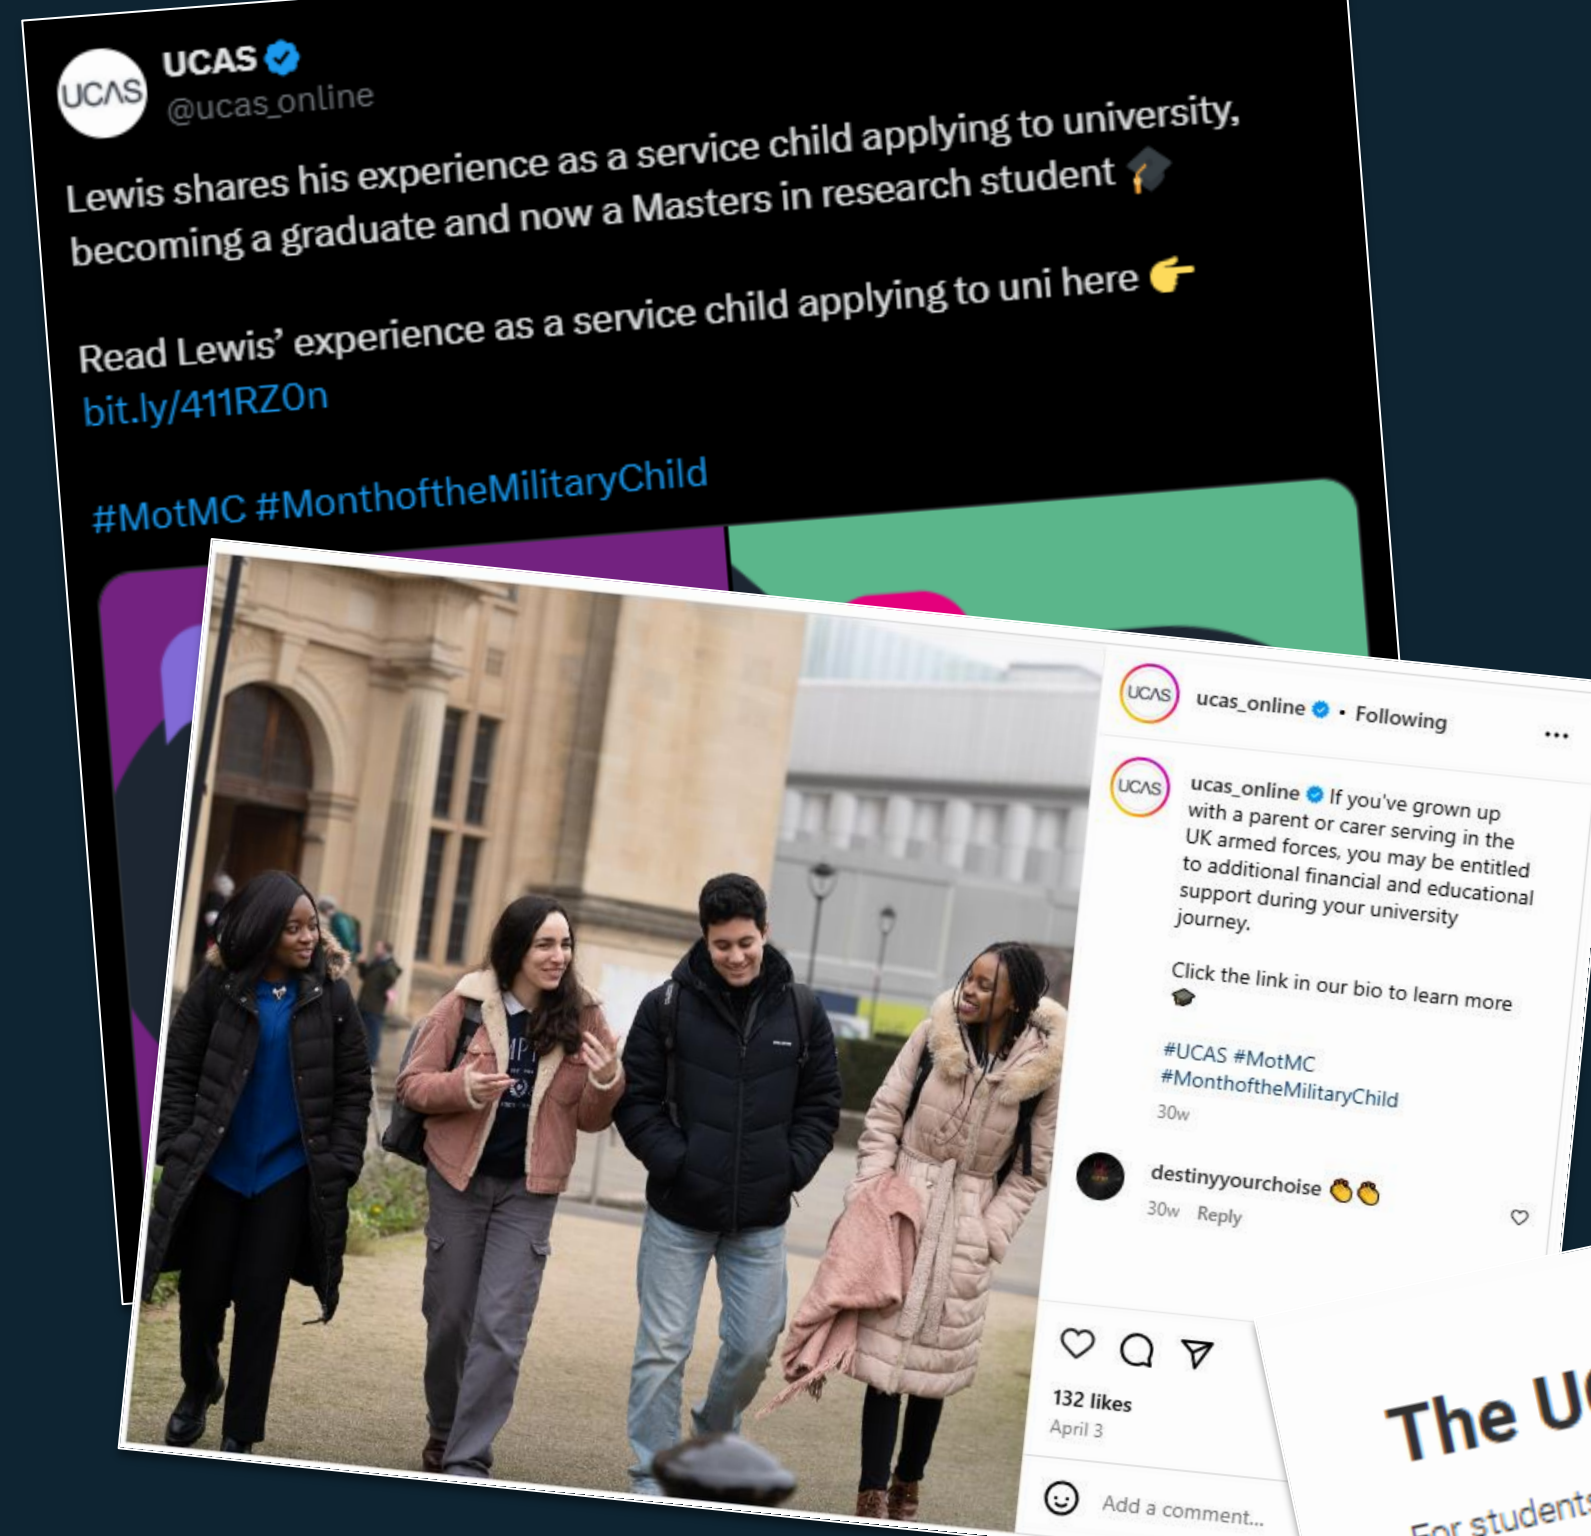 UCAS
UCAS
@ucas_online
Lewis shares his experience as a service child applying to university,
becoming a graduate and now a Masters in research student
Read Lewis’ experience as a service child applying to uni here
bit.ly/411RZ0n
#MotMC #MonthoftheMilitaryChild
UCAS
ucas_online • Following
UCAS
ucas_online If you've grown up
with a parent or carer serving in the
UK armed forces, you may be entitled
to additional financial and educational
support during your university
journey.
Click the link in our bio to learn more
#UCAS #MotMC
#MonthoftheMilitaryChild
30w
destinyyourchoise
30w Reply
132 likes
April 3
Add a comment...
The
For students